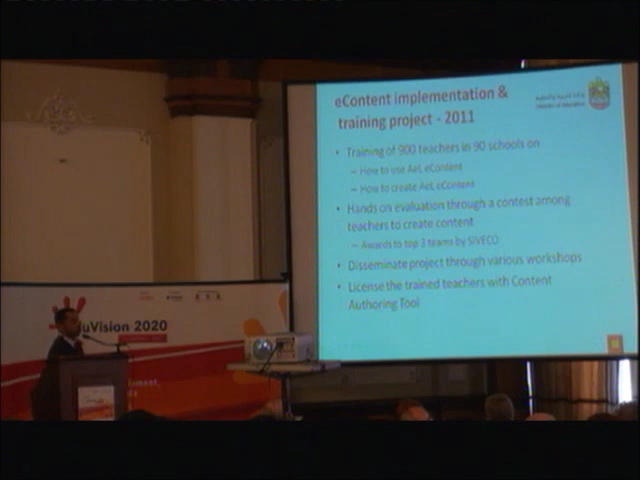 eContent implementation &
training project - 2011
• Training of 900 teachers in 90 schools on
– How to use AeL eContent
– How to create AeL eContent
• Hands on evaluation through a contest among
teachers to create content
– Awards to top 3 teams by SIVECO
• Disseminate project through various workshops
• License the trained teachers with Content
Authoring Tool
uVision 2020